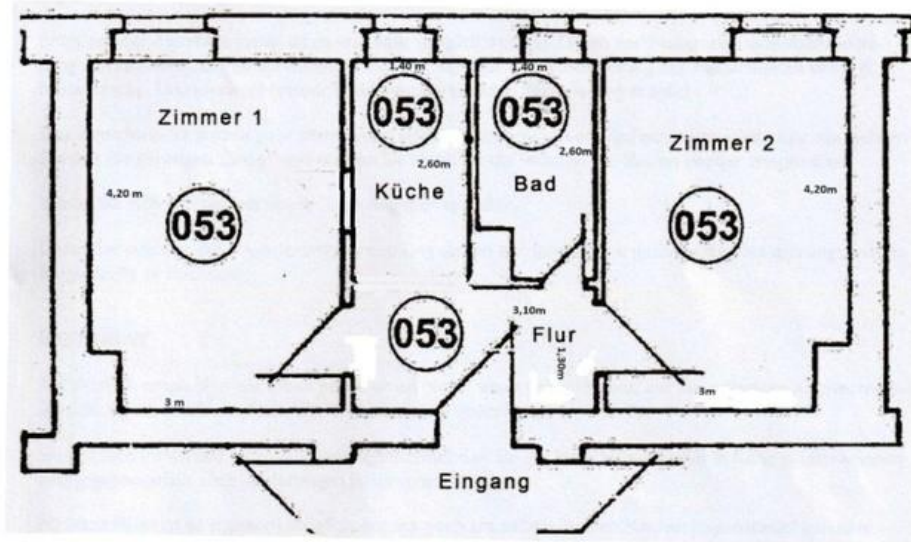 1,40 m
1,40 m
Zimmer 1
053
053
Zimmer 2
2,60m
2,60m
4,20 m
Küche
Bad
4,20m
053
053
053
3,10m
Flur
1,30m
3 m
3m
Eingang